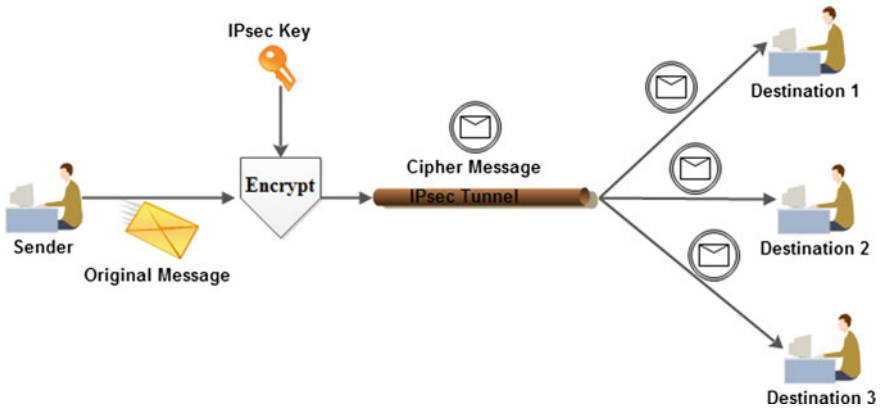 IPsec Key
Destination 1
Cipher Message
Encrypt
IPsec Tunnel
Sender
Destination 2
Original Message
Destination 3